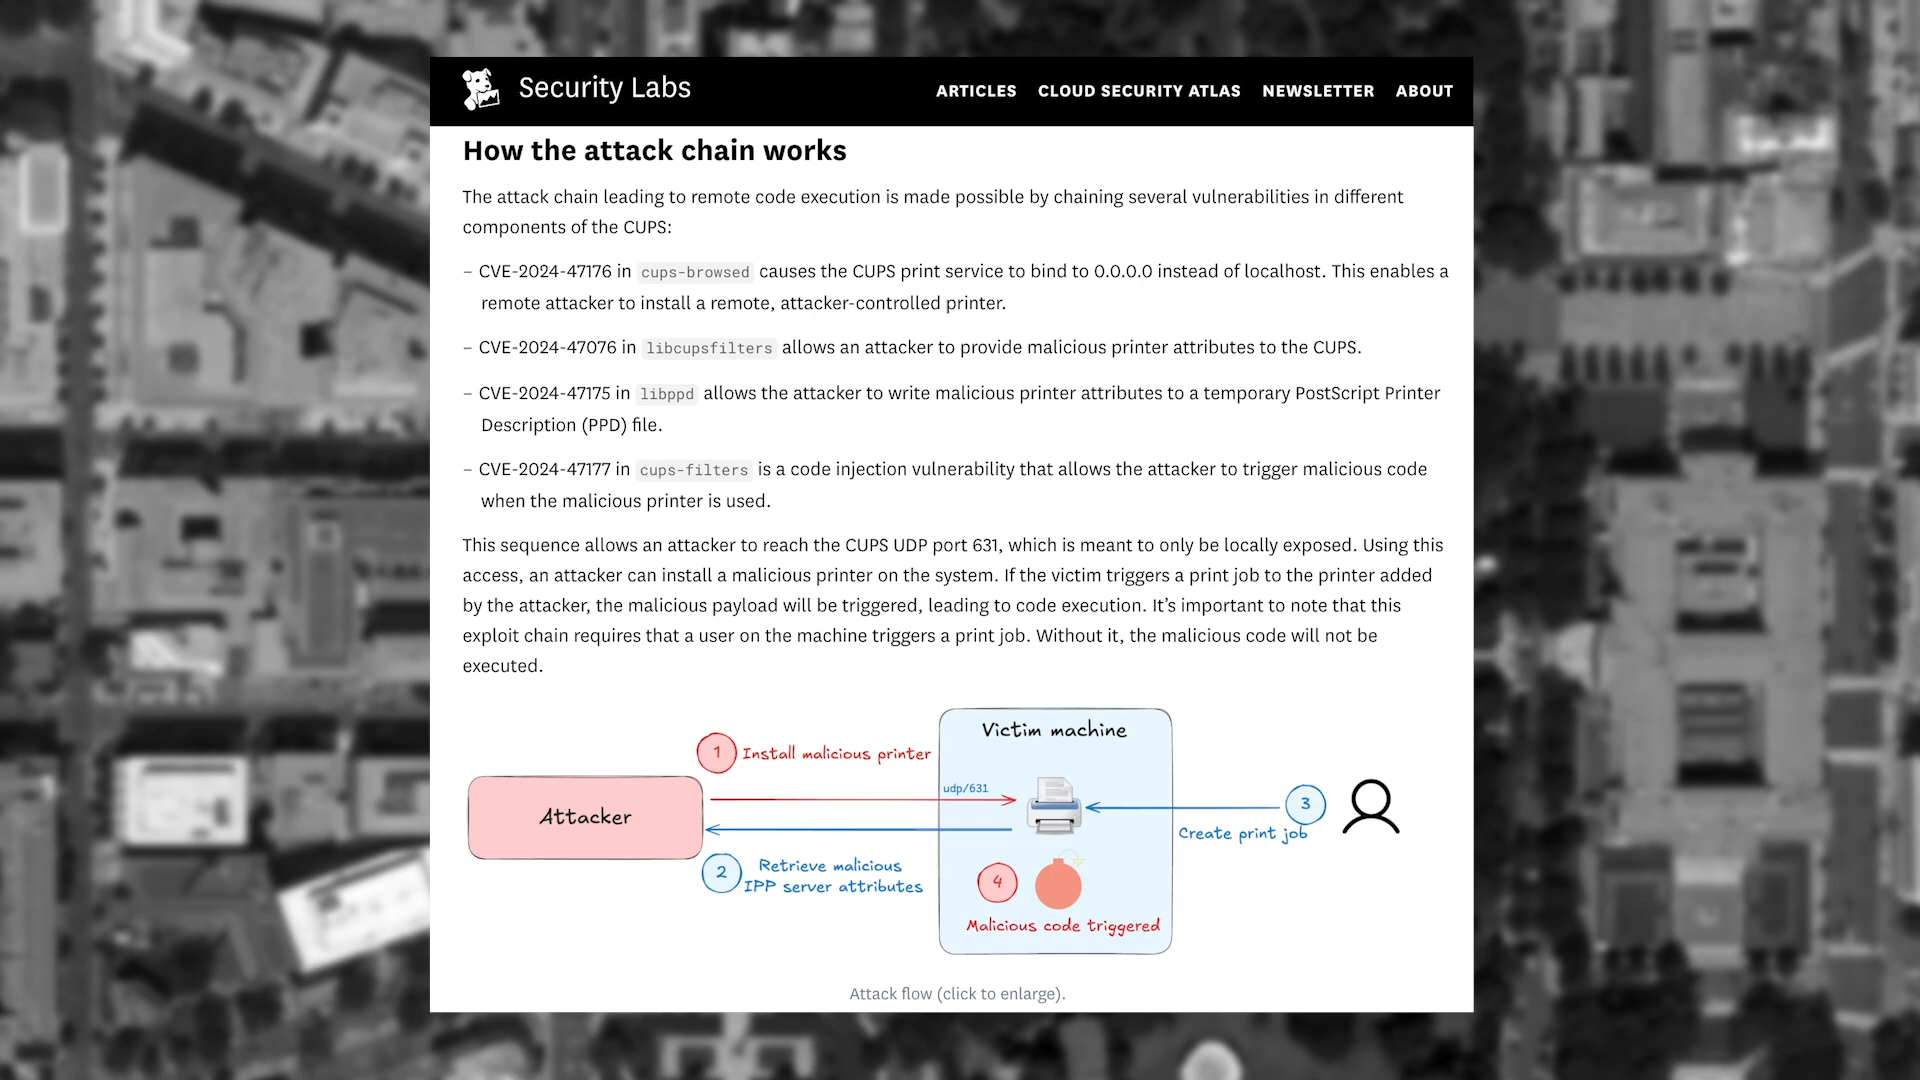 Security Labs
ARTICLES CLOUD SECURITY ATLAS NEWSLETTER ABOUT
How the attack chain works
The attack chain leading to remote code execution is made possible by chaining several vulnerabilities in different
components of the CUPS:
– CVE-2024-47176 in cups-browsed causes the CUPS print service to bind to 0.0.0.0 instead of localhost. This enables a
remote attacker to install a remote, attacker-controlled printer.
– CVE-2024-47076 in libcupsfilters allows an attacker to provide malicious printer attributes to the CUPS.
– CVE-2024-47175 in libppd allows the attacker to write malicious printer attributes to a temporary PostScript Printer
Description (PPD) file.
– CVE-2024-47177 in cups-filters is a code injection vulnerability that allows the attacker to trigger malicious code
when the malicious printer is used.
This sequence allows an attacker to reach the CUPS UDP port 631, which is meant to only be locally exposed. Using this
access, an attacker can install a malicious printer on the system. If the victim triggers a print job to the printer added
by the attacker, the malicious payload will be triggered, leading to code execution. It’s important to note that this
exploit chain requires that a user on the machine triggers a print job. Without it, the malicious code will not be
executed.
Victim machine
1 Install malicious printer
udp/631
Attacker
3
Create print job
2 Retrieve malicious
IPP server attributes
4
Malicious code triggered
Attack flow (click to enlarge).